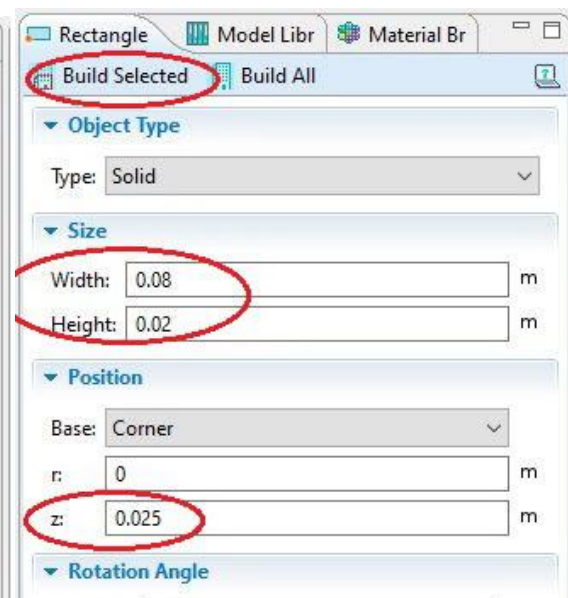 Rectangle Model Libr Material Br
Build Selected Build All
Object Type
Type: Solid
Size
Width: 0.08 m
Height: 0.02 m
Position
Base: Corner
r: 0 m
z: 0.025 m
Rotation Angle